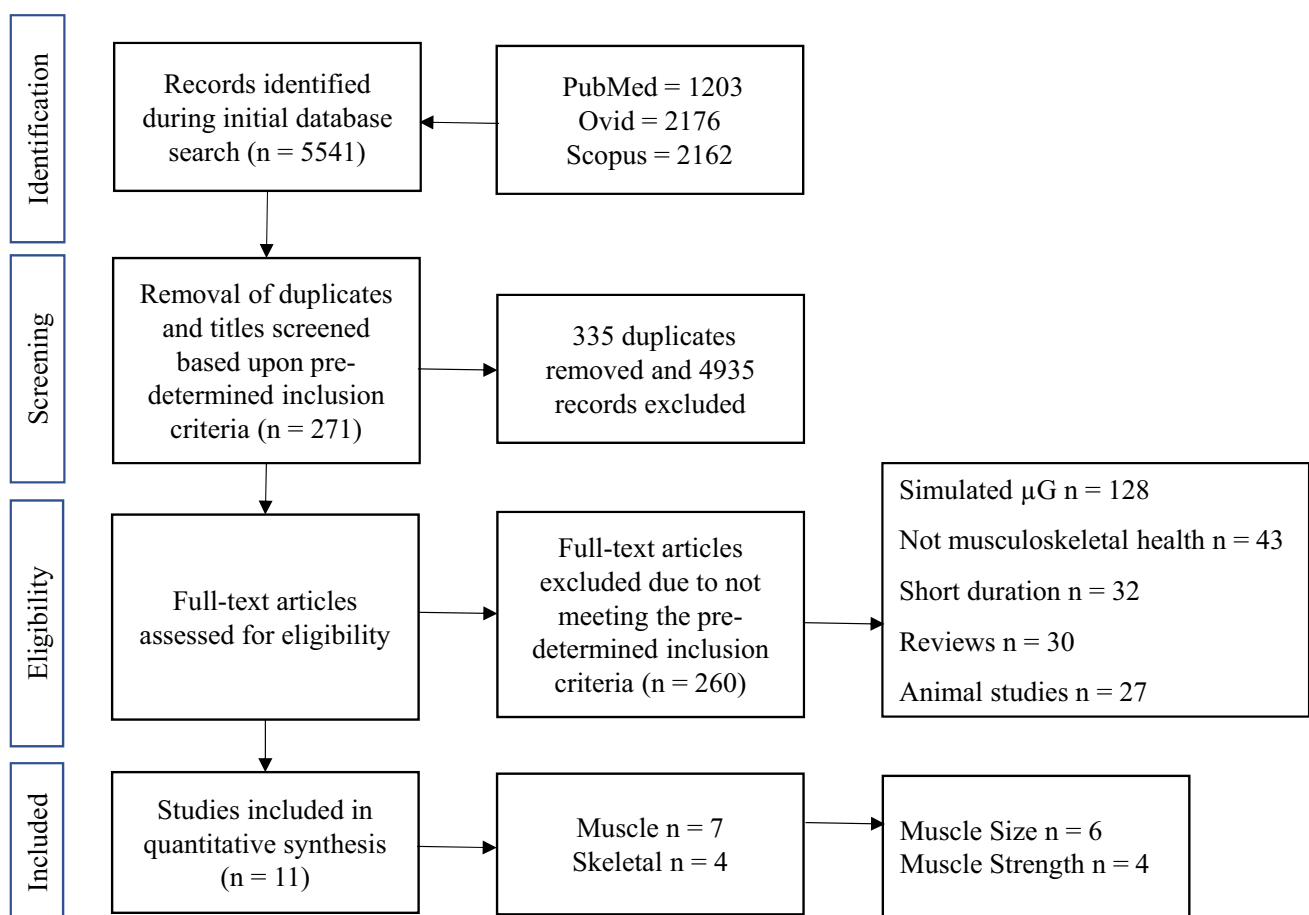 Identification
Records identified
during initial database
search (n = 5541)
PubMed = 1203
Ovid = 2176
Scopus = 2162
Screening
Removal of duplicates
and titles screened
based upon pre-
determined inclusion
criteria (n = 271)
335 duplicates
removed and 4935
records excluded
Eligibility
Full-text articles
assessed for eligibility
Full-text articles
excluded due to not
meeting the pre-
determined inclusion
criteria (n = 260)
Simulated µG n = 128
Not musculoskeletal health n = 43
Short duration n = 32
Reviews n = 30
Animal studies n = 27
Included
Studies included in
quantitative synthesis
(n = 11)
Muscle n = 7
Skeletal n = 4
Muscle Size n = 6
Muscle Strength n = 4